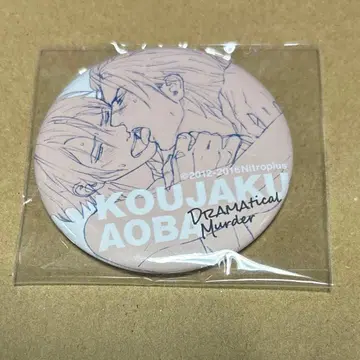 ©2012-2016 Nitroplus
KOUJAKU
AOBA
DRAMAtical
Murder